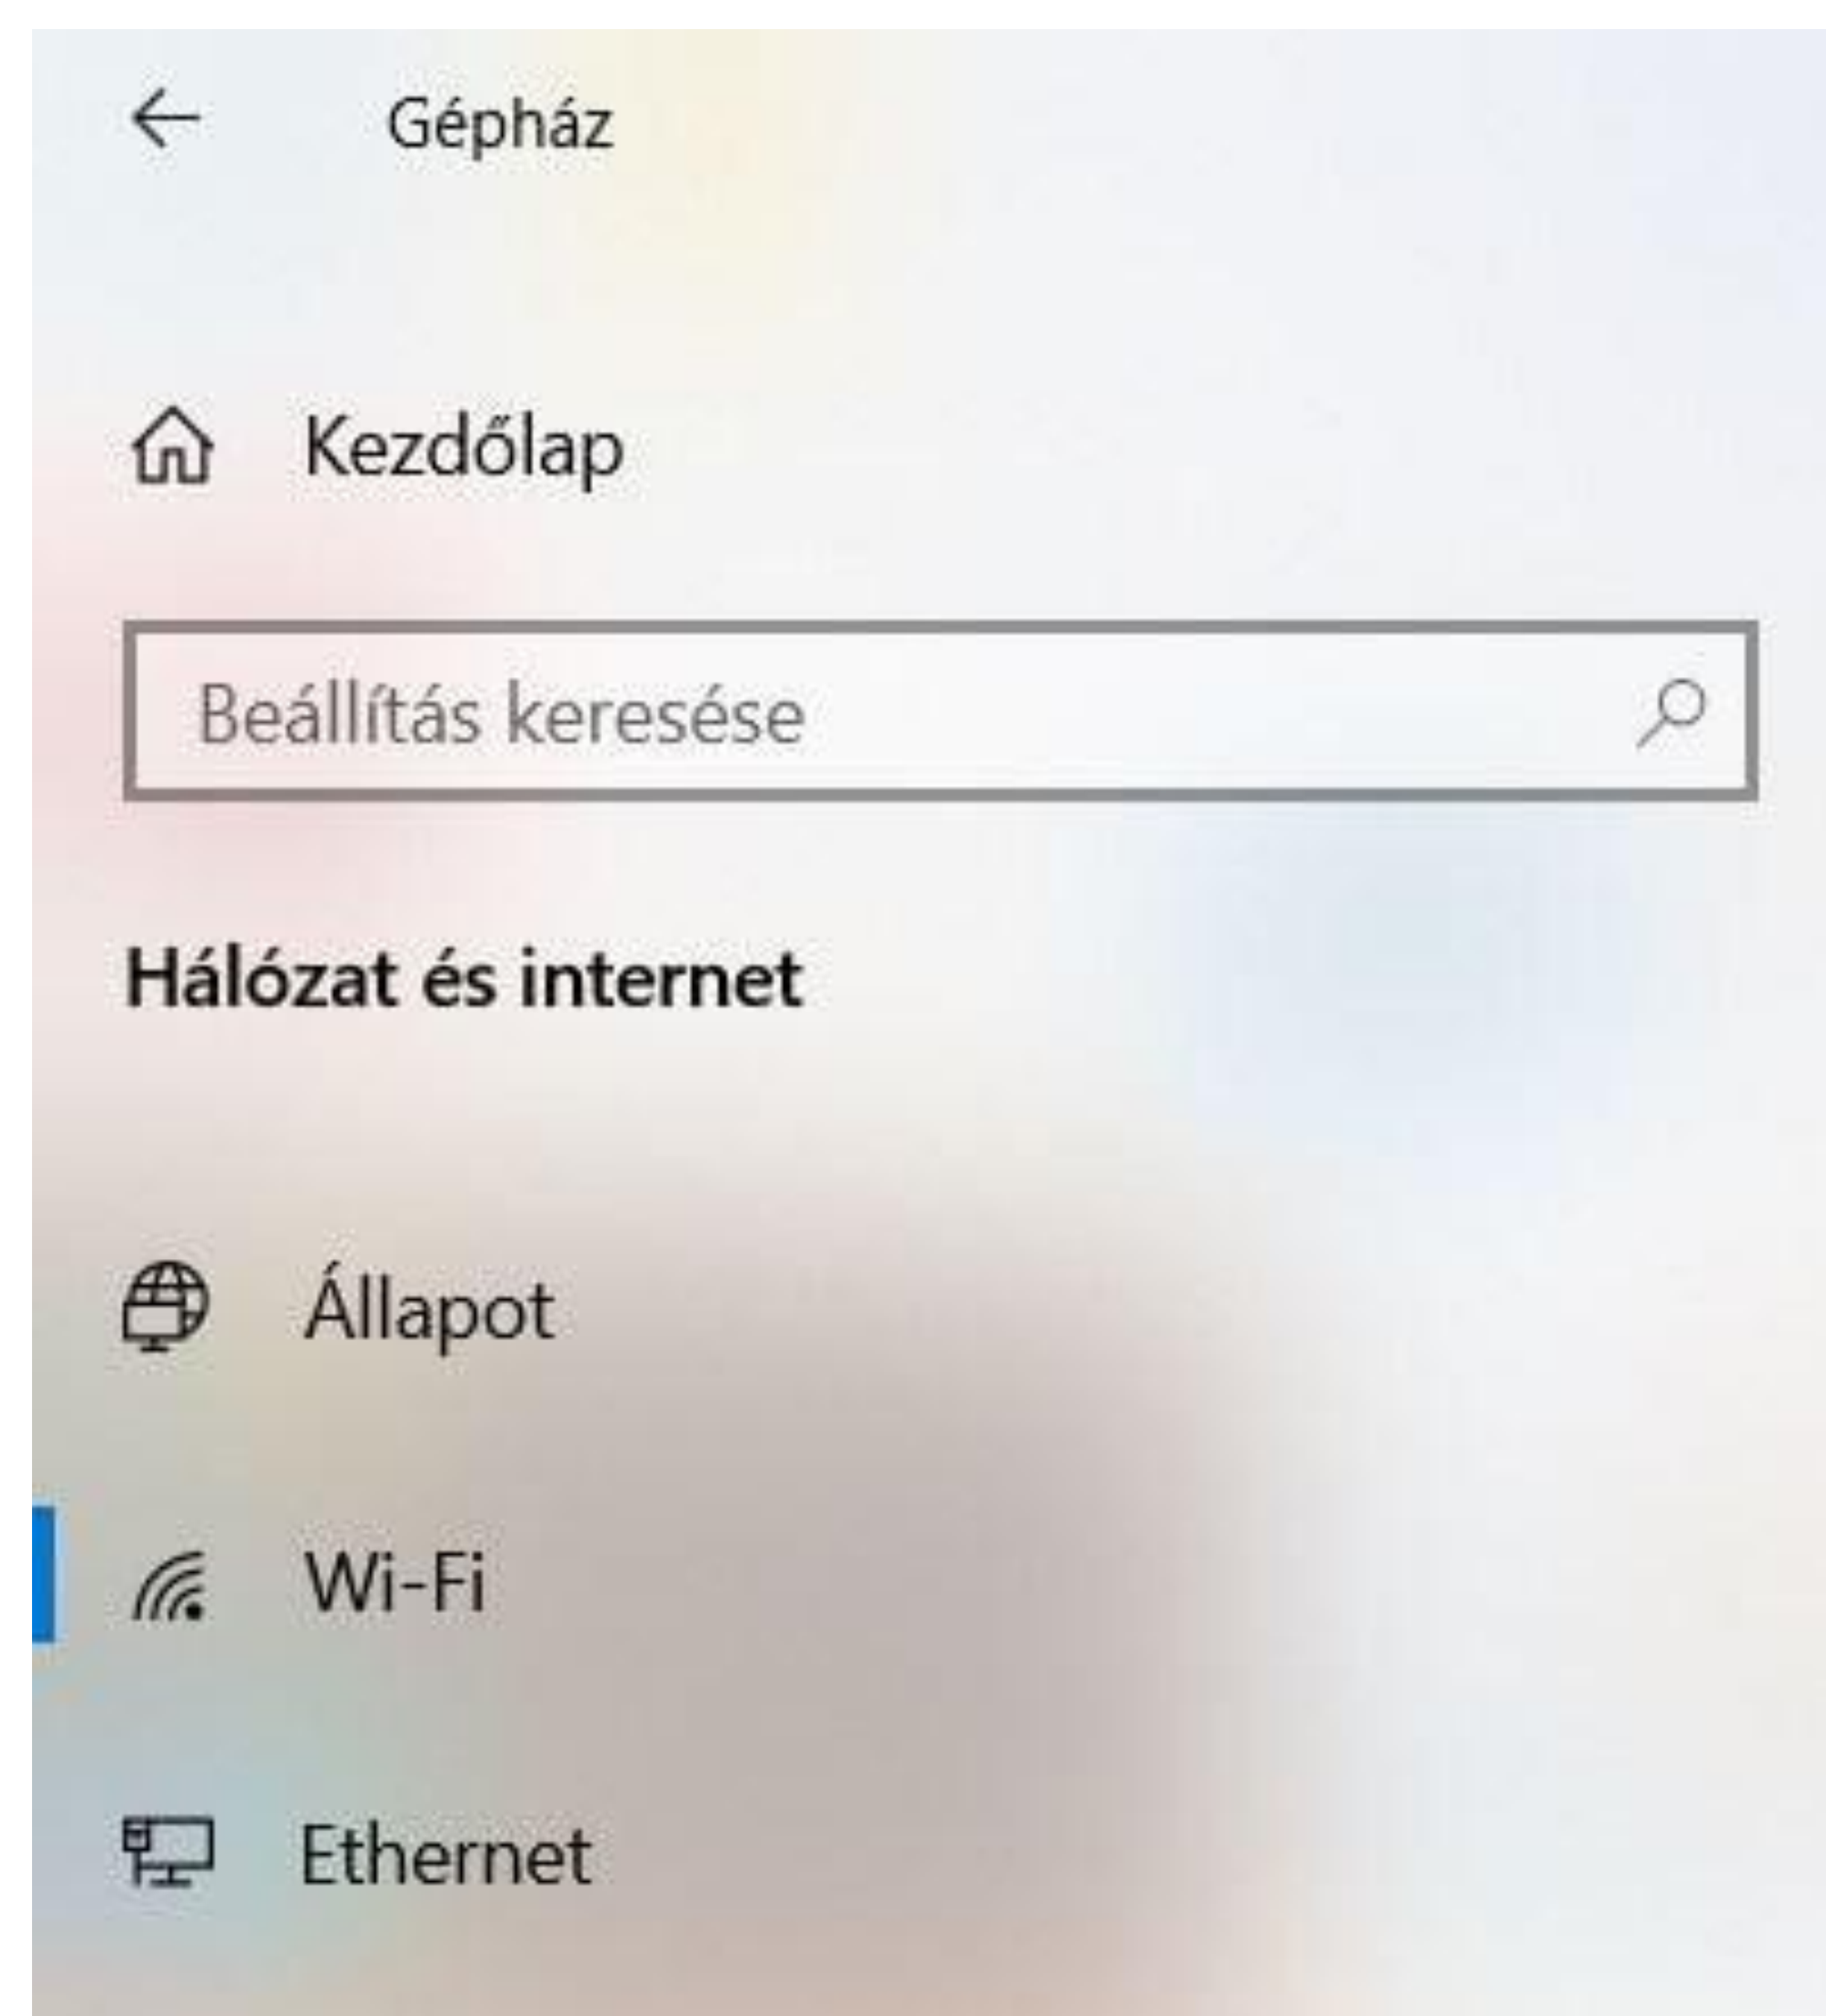 Gépház
Kezdőlap
Beállítás keresése
Hálózat és internet
Állapot
Wi-Fi
Ethernet